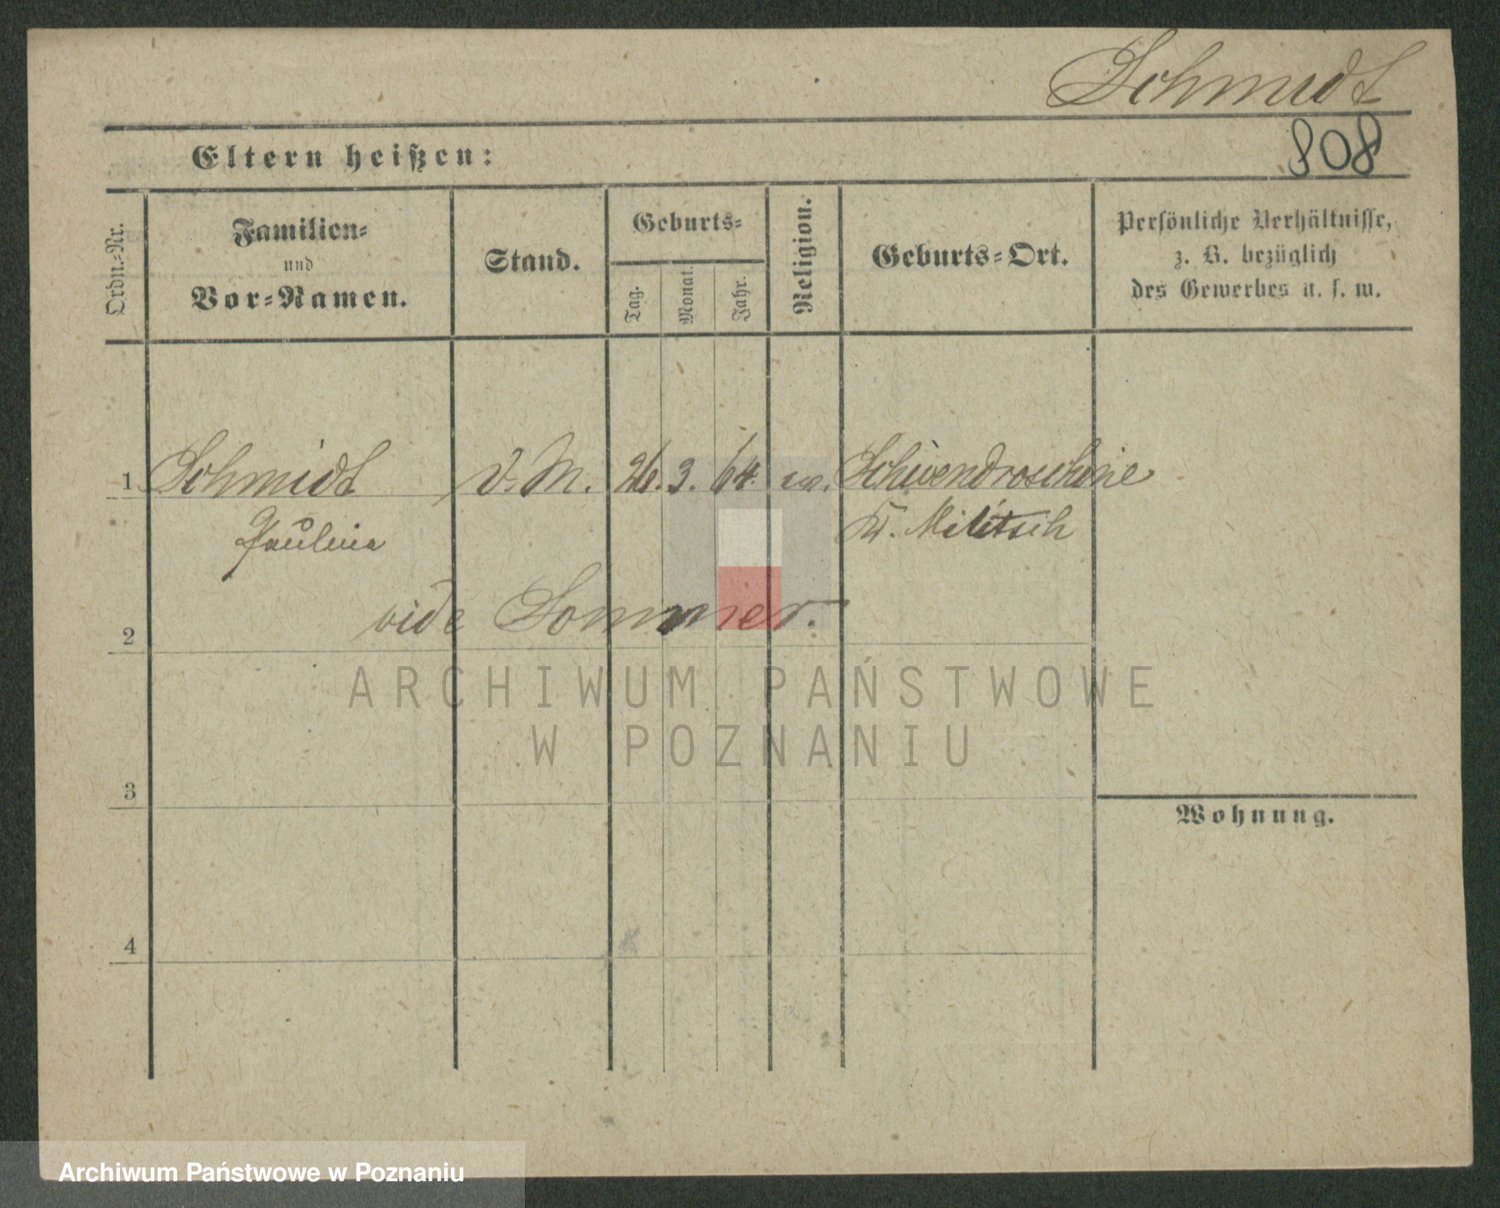 Schmidt
808
Eltern heißen:
Ordn.-Nr.
Familien-
und
Vor-Namen.
Stand.
Geburts-
Tag.
Monat.
Jahr.
Religion.
Geburts-Ort.
Persönliche Verhältnisse,
z. B. bezüglich
des Gewerbes u. s. w.
1 Schmidt d. M. 26. 3. 64. ev. Schwendroschine
Pauline Kr. Militsch
vide Sommer.
2
3
Wohnung.
4
ARCHIWUM PAŃSTWOWE
W POZNANIU
Archiwum Państwowe w Poznaniu